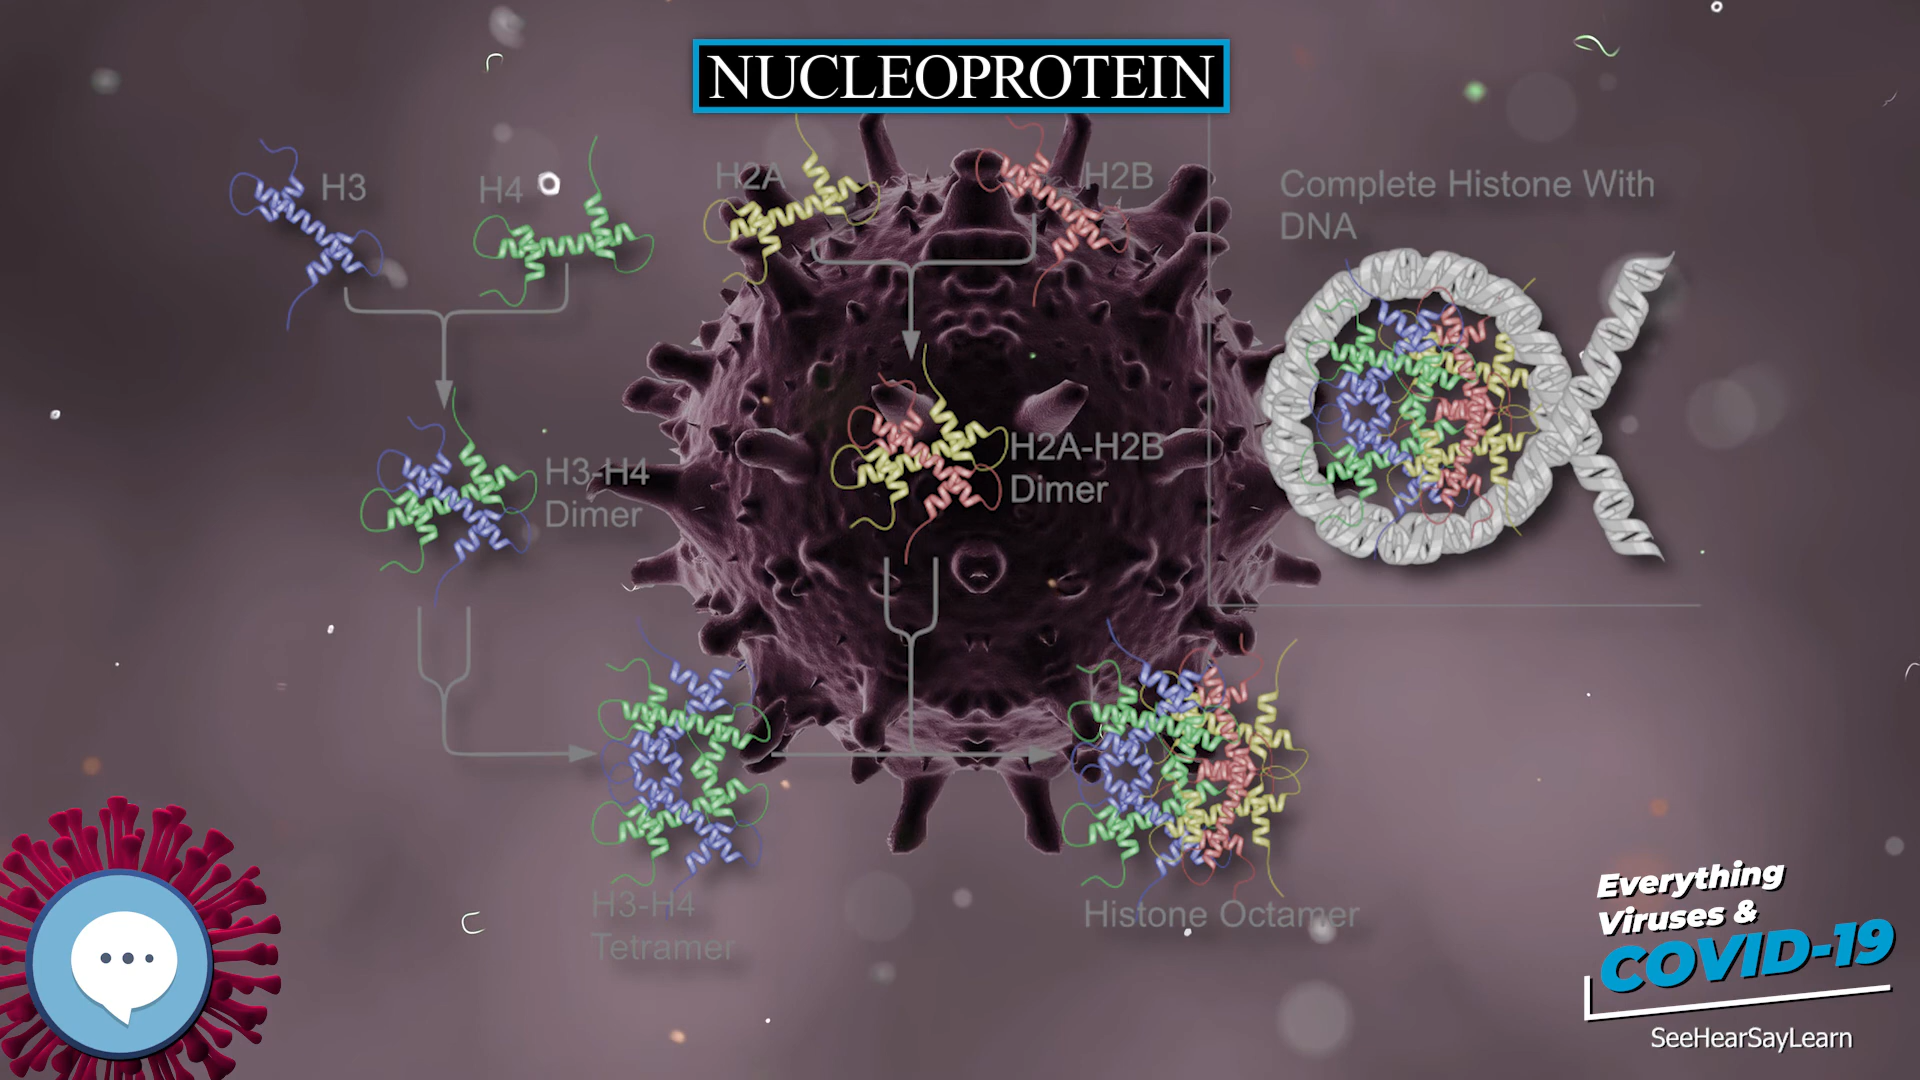 NUCLEOPROTEIN
H3
H4
H2A
H2B
Complete Histone With
DNA
H3-H4
Dimer
H2A-H2B
Dimer
H3-H4
Tetramer
Histone Octamer
Everything
Viruses &
COVID-19
SeeHearSayLearn